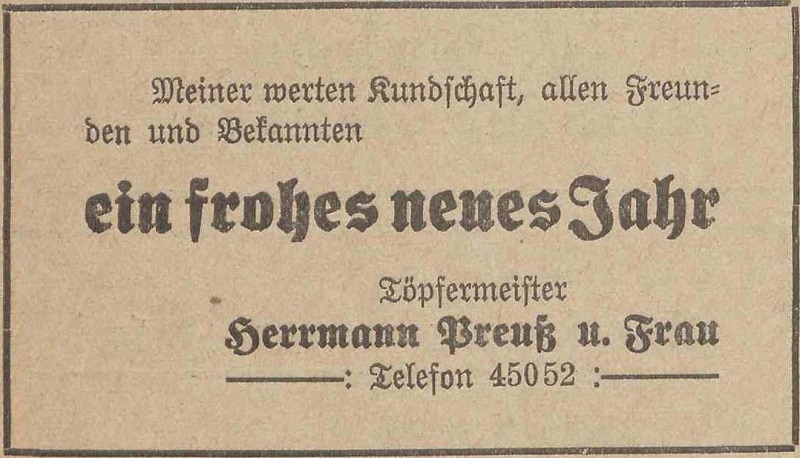 Meiner werten Kundschaft, allen Freun-
den und Bekannten
ein frohes neues Jahr
Töpfermeister
Herrmann Preuß u. Frau
: Telefon 45052 :